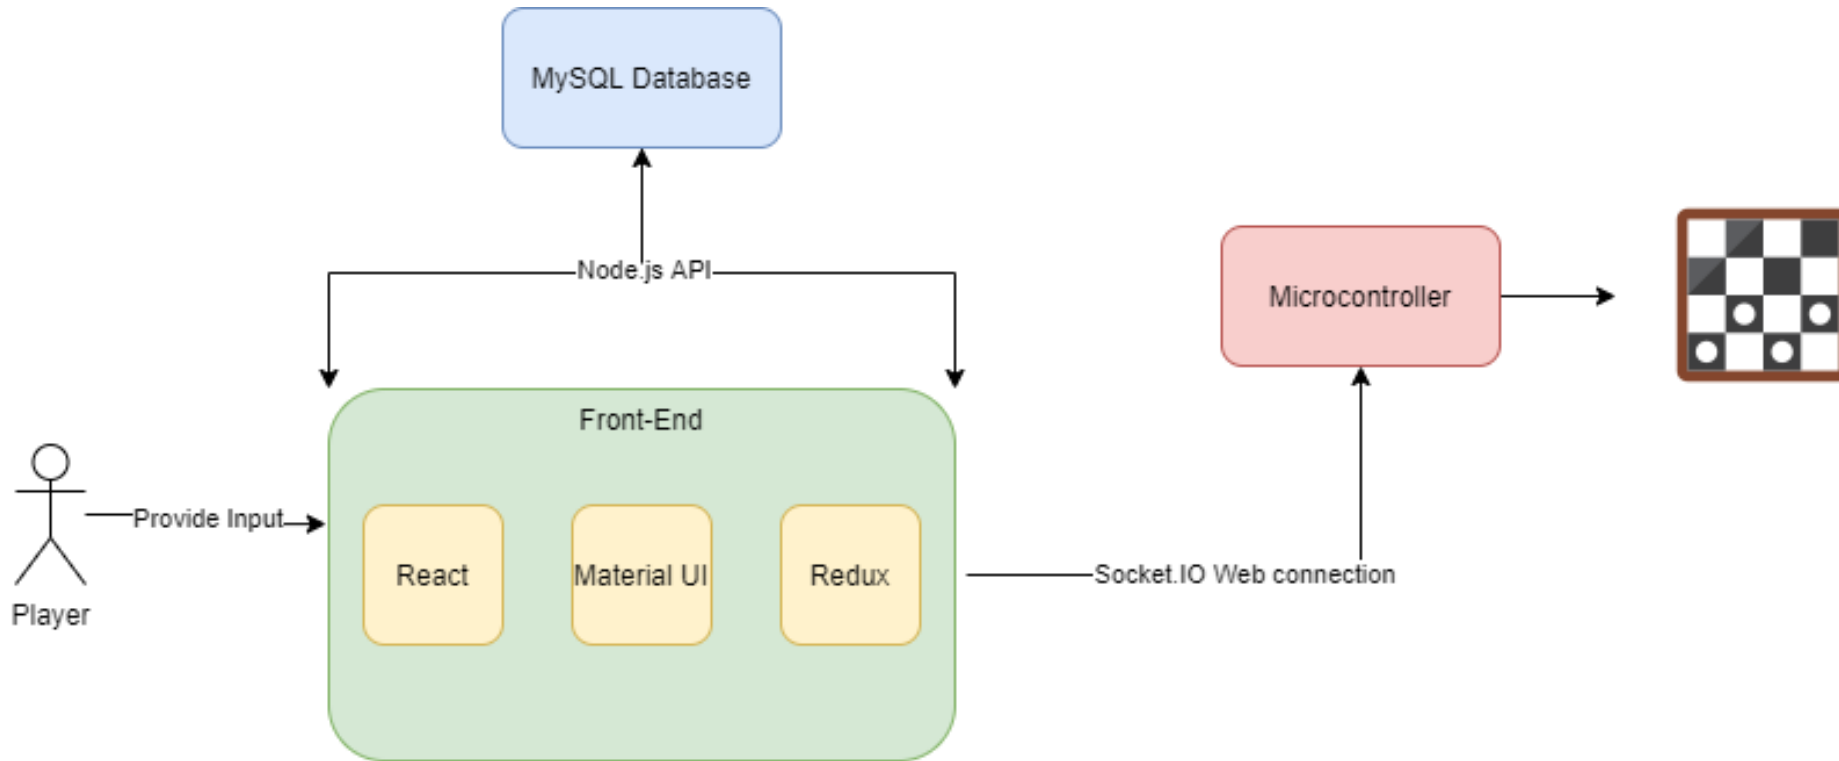 MySQL Database
Node.js API
Microcontroller
Front-End
Provide Input
React
Material UI
Redux
Socket.IO Web connection
Player